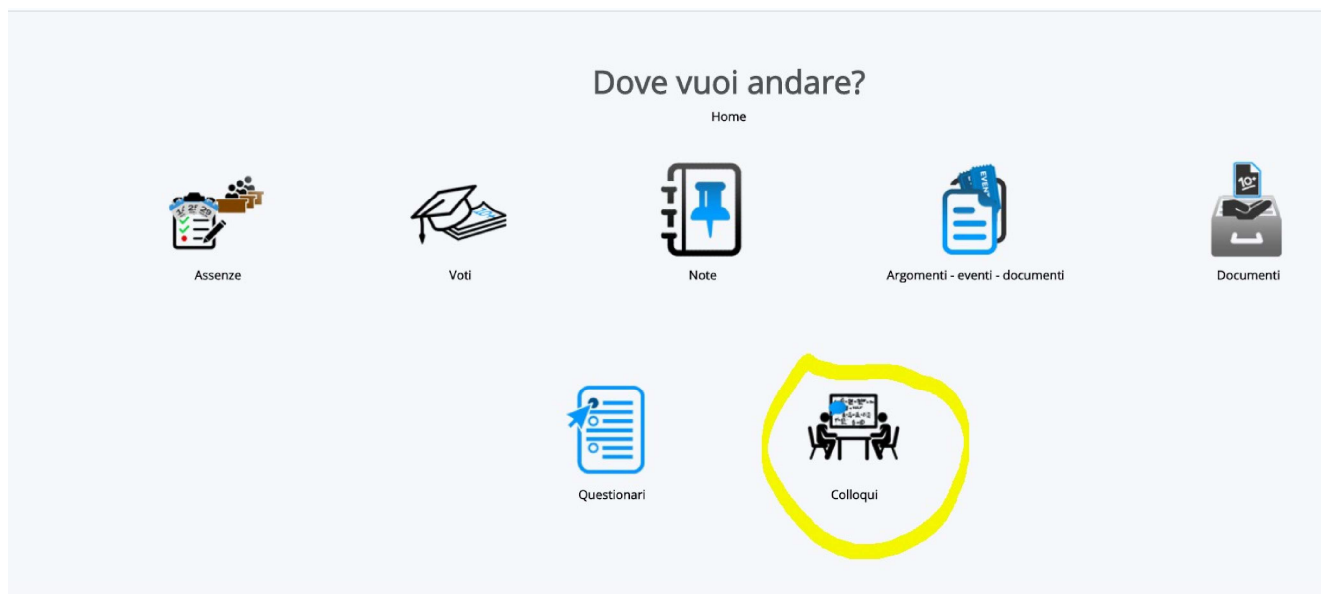 Dove vuoi andare?
Home
Assenze
Voti
Note
Argomenti - eventi - documenti
Documenti
Questionari
Colloqui